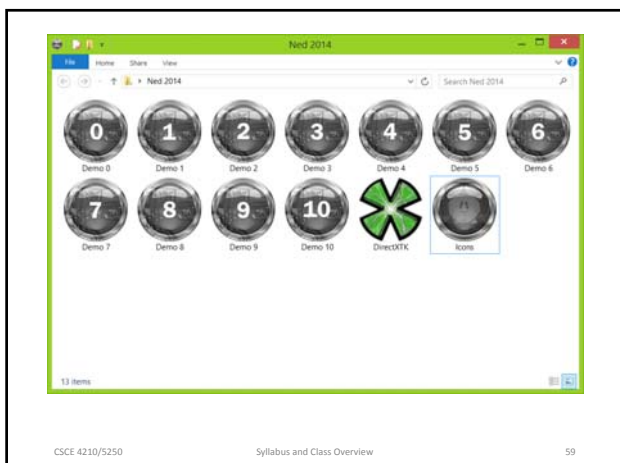 Ned 2014
File Home Share View
Ned 2014 Search Ned 2014
0 1 2 3 4 5 6
Demo 0 Demo 1 Demo 2 Demo 3 Demo 4 Demo 5 Demo 6
7 8 9 10
Demo 7 Demo 8 Demo 9 Demo 10 DirectXTK Icons
13 items
CSCE 4210/5250 Syllabus and Class Overview 59